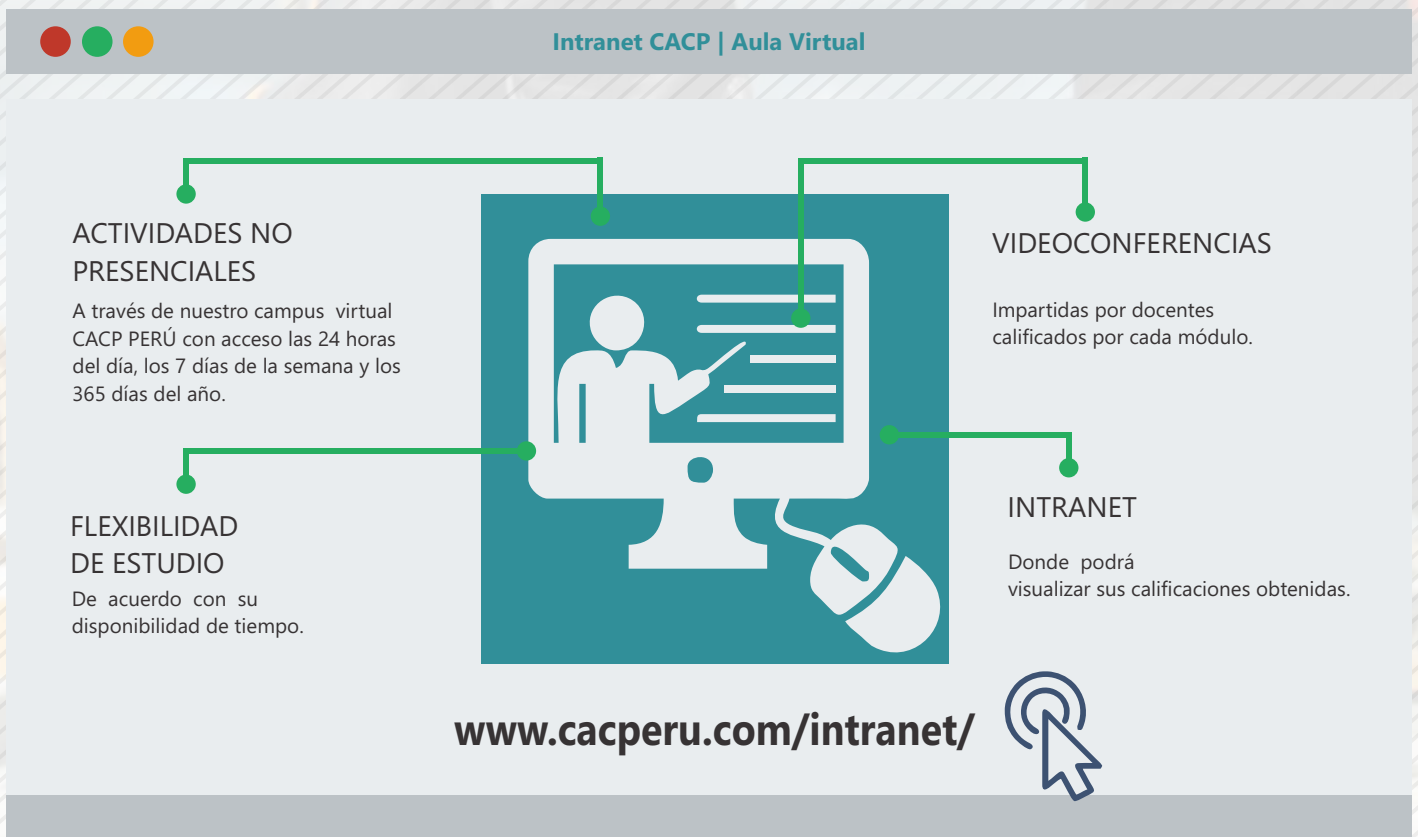 Intranet CACP | Aula Virtual
ACTIVIDADES NO
PRESENCIALES
A través de nuestro campus virtual
CACP PERÚ con acceso las 24 horas
del día, los 7 días de la semana y los
365 días del año.
VIDEOCONFERENCIAS
Impartidas por docentes
calificados por cada módulo.
FLEXIBILIDAD
DE ESTUDIO
De acuerdo con su
disponibilidad de tiempo.
INTRANET
Donde podrá
visualizar sus calificaciones obtenidas.
www.cacperu.com/intranet/